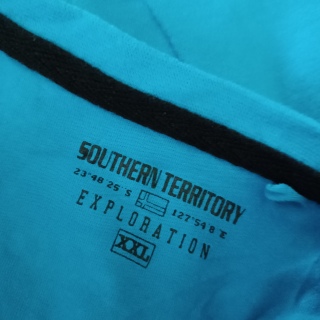 SOUTHERN TERRITORY
23°48 25 S 127°54 8 E
EXPLORATION
XXL